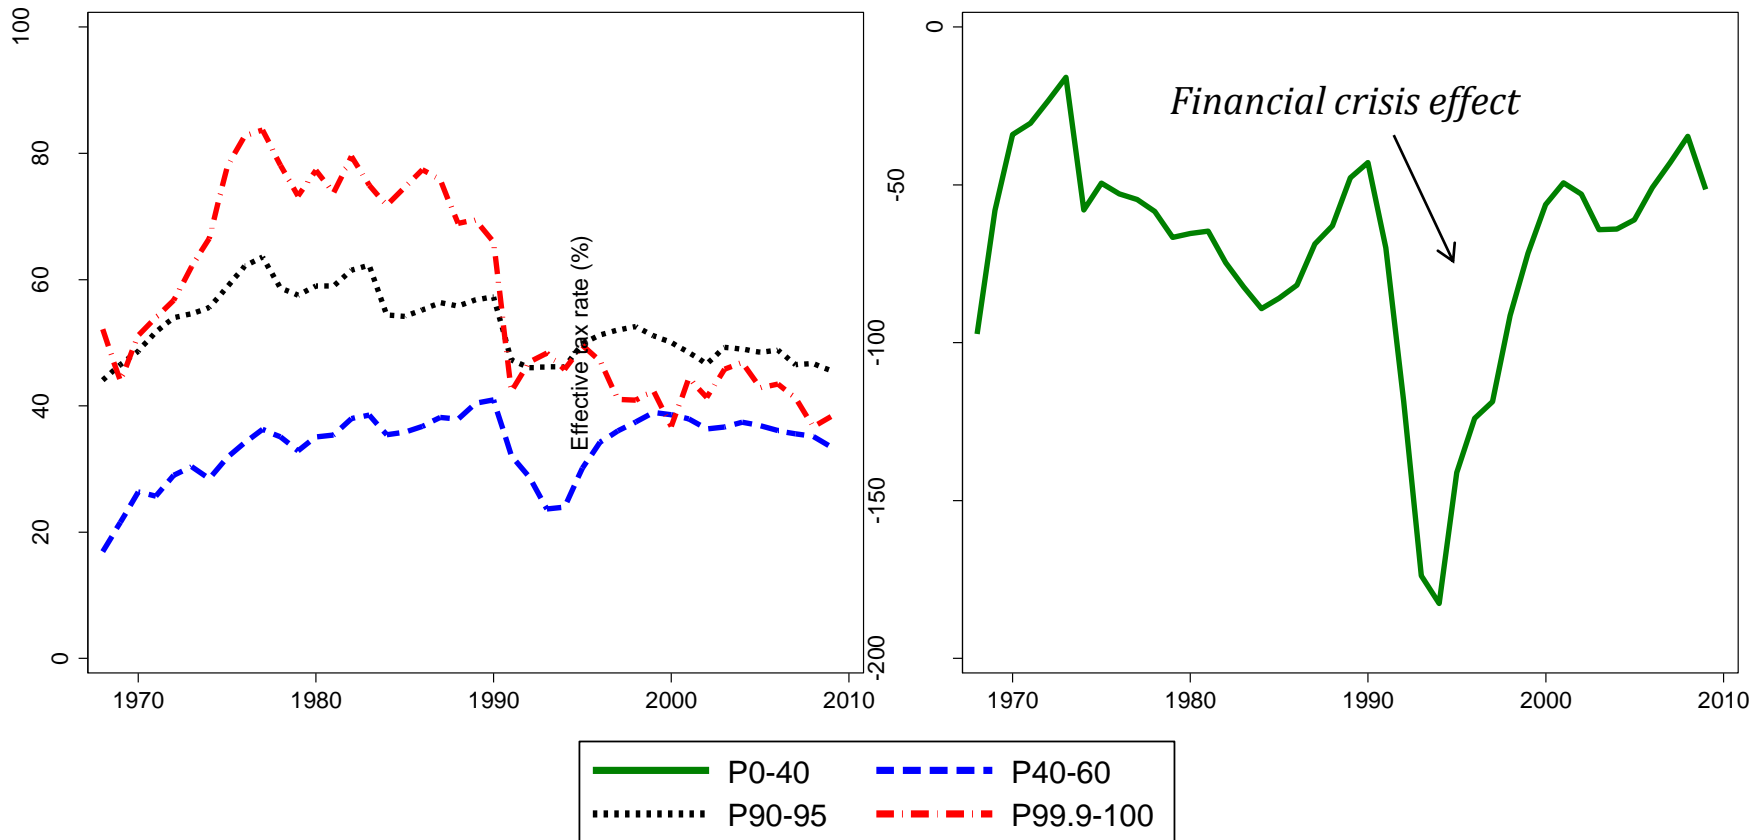 100
80
60
40
20
0
1970 1980 1990 2000 2010
Effective tax rate (%)
0
-50
-100
-150
-200
1970 1980 1990 2000 2010
Financial crisis effect
P0-40 P40-60
P90-95 P99.9-100